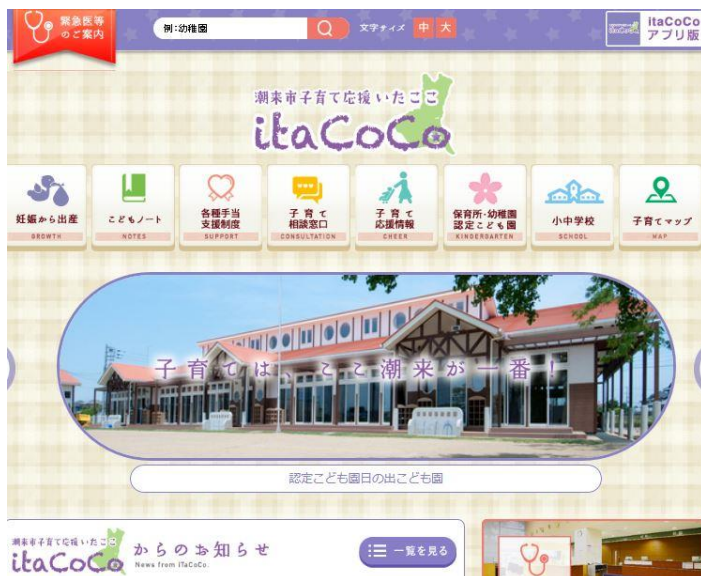 緊急医等
のご案内
例:幼稚園
文字サイズ
中
大
itaCoCo
アプリ版
潮来市子育て応援いたここ
itaCoCo
妊娠から出産
GROWTH
こどもノート
NOTES
各種手当
支援制度
SUPPORT
子育て
相談窓口
CONSULTATION
子育て
応援情報
CHEER
保育所・幼稚園
認定こども園
KINDERGARTEN
小中学校
SCHOOL
子育てマップ
MAP
子育ては、ここ潮来が一番!
認定こども園日の出こども園
潮来市子育て応援いたここ
itaCoCo
からのお知らせ
News from iTaCoCo.
一覧を見る